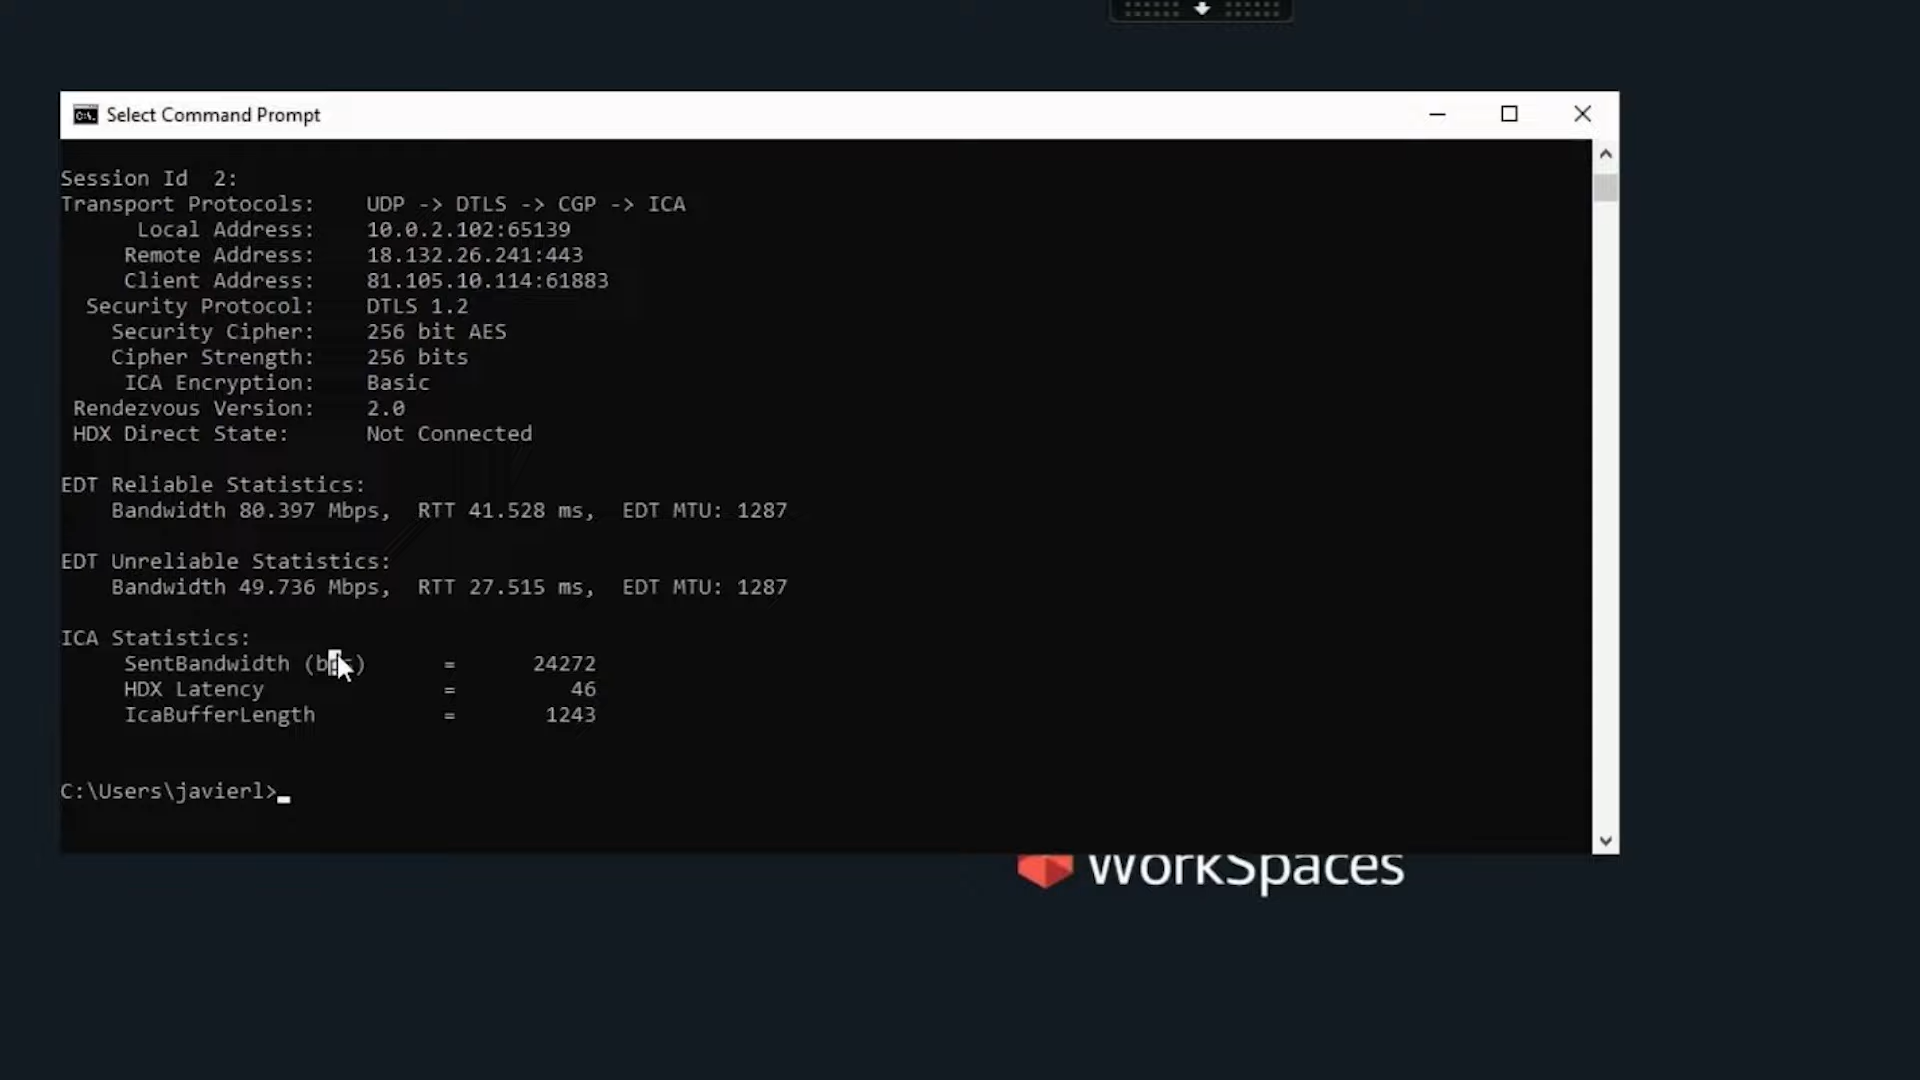 Select Command Prompt
Session Id  2:
Transport Protocols:    UDP -> DTLS -> CGP -> ICA
Local Address:    10.0.2.102:65139
Remote Address:    18.132.26.241:443
Client Address:    81.105.10.114:61883
Security Protocol:    DTLS 1.2
Security Cipher:    256 bit AES
Cipher Strength:    256 bits
ICA Encryption:    Basic
Rendezvous Version:    2.0
HDX Direct State:      Not Connected
EDT Reliable Statistics:
Bandwidth 80.397 Mbps,  RTT 41.528 ms,  EDT MTU: 1287
EDT Unreliable Statistics:
Bandwidth 49.736 Mbps,  RTT 27.515 ms,  EDT MTU: 1287
ICA Statistics:
SentBandwidth (bps)      =      24272
HDX Latency              =         46
IcaBufferLength          =       1243
C:\Users\javierl>
WorkSpaces